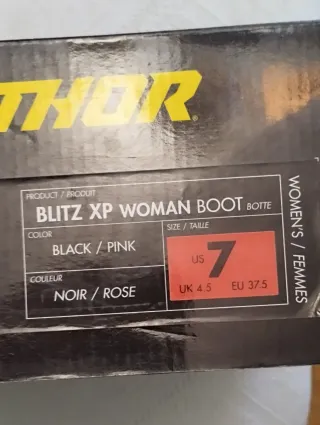 THOR
PRODUCT / PRODUIT
BLITZ XP WOMAN BOOT BOTTE
COLOR
BLACK / PINK
COULEUR
NOIR / ROSE
SIZE / TAILLE
US 7
UK 4.5 EU 37.5
WOMEN'S / FEMMES